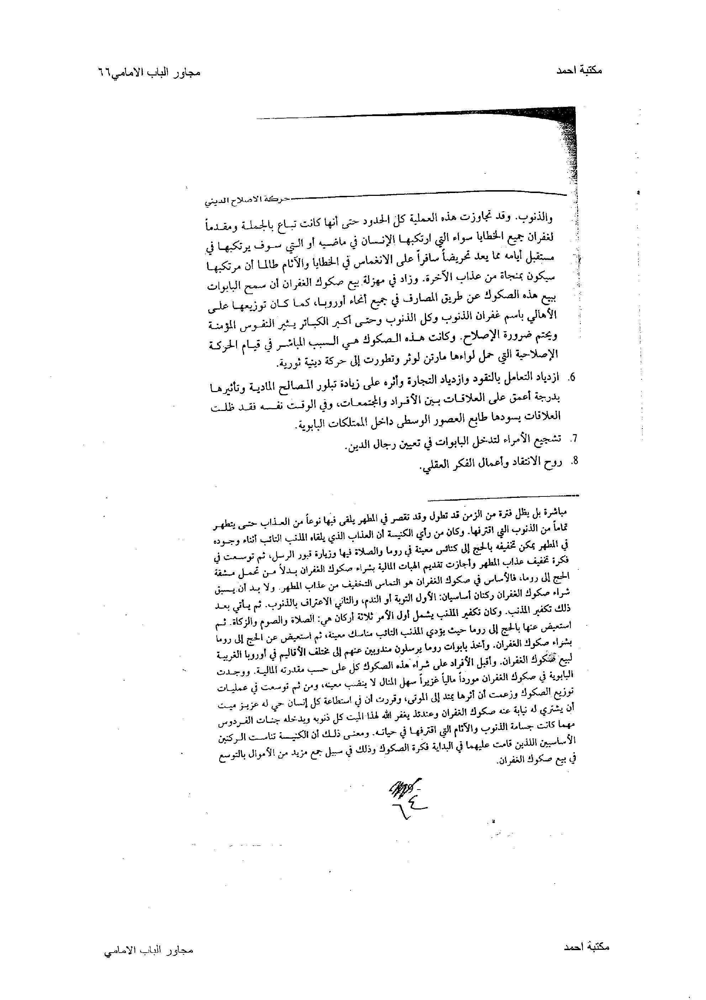 مكتبة احمد
مجاور الباب الامامي٦٦
حركة الاصلاح الديني
والذنوب. وقد تجاوزت هذه العملية كل الحدود حتى أنها كانت تباع بالجملة ومقدماً
لغفران جميع الخطايا سواء التي ارتكبها الإنسان في ماضيه أو التي سوف يرتكبها في
مستقبل أيامه مما يعد تحريضاً سافراً على الانغماس في الخطايا والآثام طالما أن مرتكبها
سيكون بمنجاة من عذاب الآخرة. وزاد في مهزلة بيع صكوك الغفران أن سمح البابوات
ببيع هذه الصكوك عن طريق المصارف في جميع أنحاء أوروبا، كما كان توزيعها على
الأهالي باسم غفران الذنوب وكل الذنوب وحتى أكبر الكبائر يثير النفوس المؤمنة
ويحتم ضرورة الإصلاح. وكانت هذه الصكوك هي السبب المباشر في قيام الحركة
الإصلاحية التي حمل لواءها مارتن لوثر وتطورت إلى حركة دينية ثورية.
6. ازدياد التعامل بالنقود وازدياد التجارة وأثره على زيادة تبلور المصالح المادية وتأثيرها
بدرجة أعمق على العلاقات بين الأفراد والمجتمعات، وفي الوقت نفسه فقد ظلت
العلاقات يسودها طابع العصور الوسطى داخل الممتلكات البابوية.
7. تشجيع الأمراء لتدخل البابوات في تعيين رجال الدين.
8. روح الانتقاد وأعمال الفكر العقلي.
مباشرة بل يظل فترة من الزمن قد تطول وقد تقصر في المطهر يلقى فيها نوعاً من العذاب حتى يتطهر
تماماً من الذنوب التي اقترفها. وكان من رأي الكنيسة أن العذاب الذي يلقاه المذنب التائب أثناء وجوده
في المطهر يمكن تخفيفه بالحج إلى كنائس معينة في روما والصلاة فيها وزيارة قبور الرسل، ثم توسعت في
فكرة تخفيف عذاب المطهر وأجازت تقديم الهبات المالية بشراء صكوك الغفران بدلاً من تحمل مشقة
الحج إلى روما، فالأساس في صكوك الغفران هو التماس التخفيف من عذاب المطهر. ولا بد أن يسبق
شراء صكوك الغفران ركنان أساسيان: الأول التوبة أو الندم، والثاني الاعتراف بالذنوب. ثم يأتي بعد
ذلك تكفير المذنب. وكان تكفير المذنب يشمل أول الأمر ثلاثة أركان هي: الصلاة والصوم والزكاة. ثم
استعيض عنها بالحج إلى روما حيث يؤدي المذنب التائب مناسك معينة، ثم استعيض عن الحج إلى روما
بشراء صكوك الغفران. وأخذ بابوات روما يرسلون مندوبين عنهم إلى مختلف الأقاليم في أوروبا الغربية
لبيع صكوك الغفران. وأقبل الأفراد على شراء هذه الصكوك كل على حسب مقدرته المالية. ووجدت
البابوية في صكوك الغفران مورداً مالياً غزيراً سهل المنال لا ينضب معينه، ومن ثم توسعت في عمليات
توزيع الصكوك وزعمت أن أثرها يمتد إلى الموتى، وقررت أن في استطاعة كل إنسان حي له عزيز ميت
أن يشتري له نيابة عنه صكوك الغفران وعندئذ يغفر الله لهذا الميت كل ذنوبه ويدخله جنات الفردوس
مهما كانت جسامة الذنوب والآثام التي اقترفها في حياته. ومعنى ذلك أن الكنيسة تناست الركنين
الأساسيين اللذين قامت عليهما في البداية فكرة الصكوك وذلك في سبيل جمع مزيد من الأموال بالتوسع
في بيع صكوك الغفران.
٦٤
مكتبة احمد
مجاور الباب الامامي